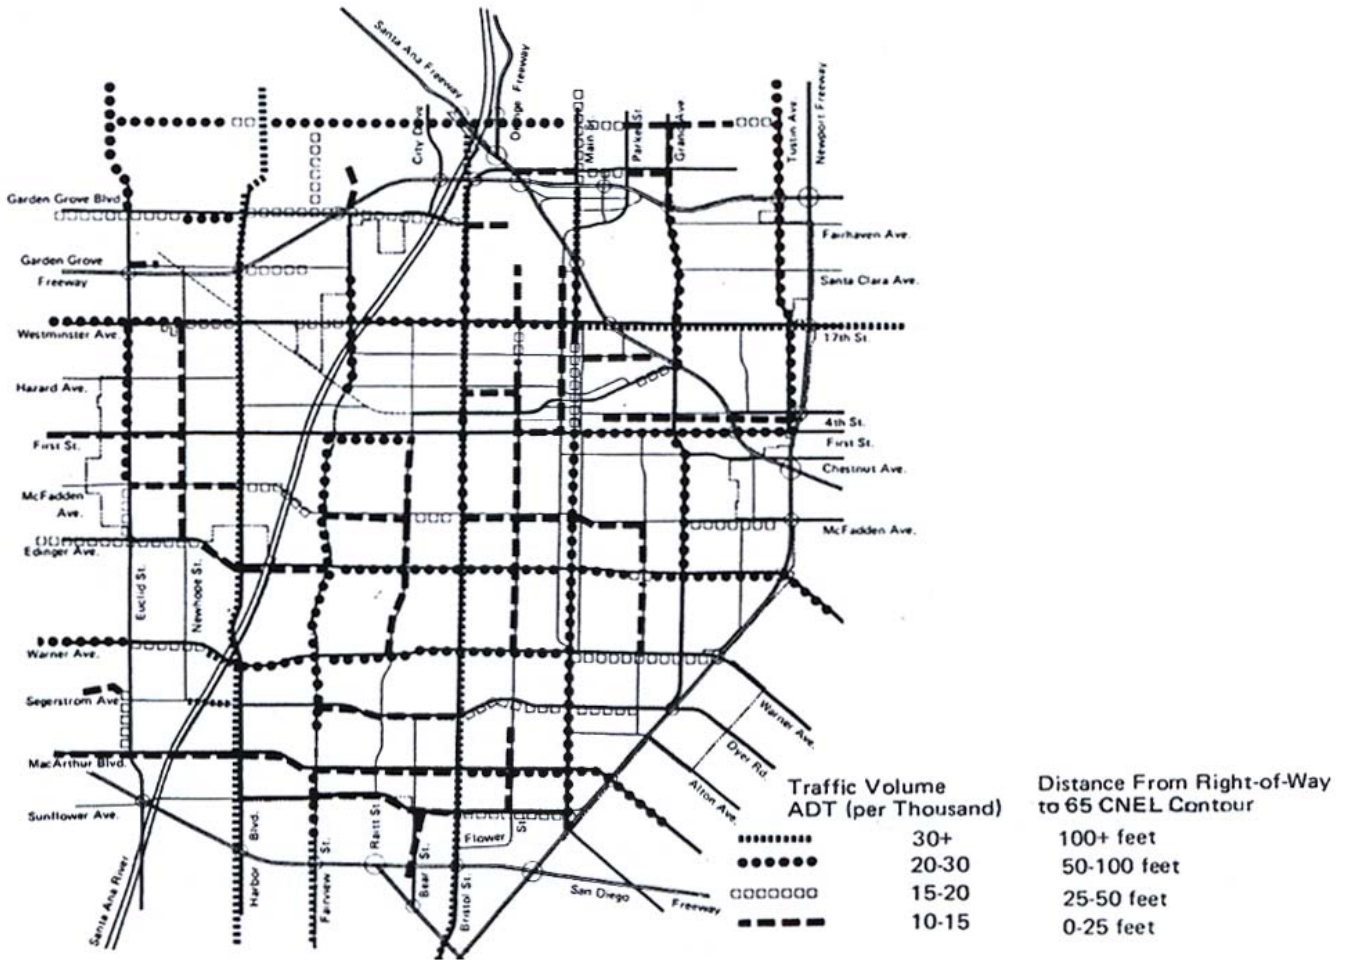 Santa Ana Freeway
Orange Freeway
City Drive
Main St.
Parker St.
Grand Ave
Tustin Ave.
Newport Freeway
Garden Grove Blvd.
Fairhaven Ave.
Garden Grove
Freeway
Santa Clara Ave.
Westminster Ave.
17th St.
Hazard Ave.
4th St.
First St.
First St.
Chestnut Ave.
McFadden
Ave.
McFadden Ave.
Edinger Ave.
Euclid St.
Newhope St.
Warner Ave.
Segerstrom Ave
Warner Ave.
Dyer Rd.
Alton Ave.
MacArthur Blvd.
Sunflower Ave.
Santa Ana River
Harbor Blvd.
Fairview St.
Raitt St
Bear St.
Bristol St.
Flower St
San Diego Freeway
Traffic Volume
ADT (per Thousand)
Distance From Right-of-Way
to 65 CNEL Contour
30+ 100+ feet
20-30 50-100 feet
15-20 25-50 feet
10-15 0-25 feet